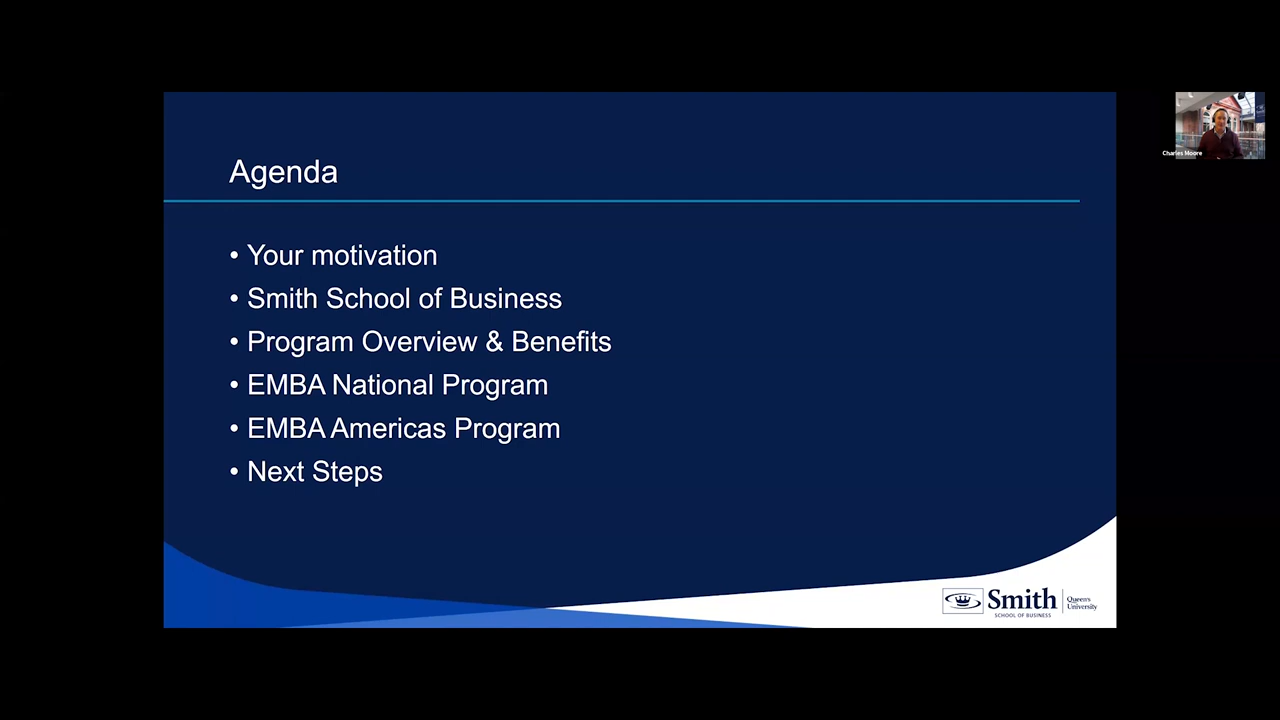 Agenda
• Your motivation
• Smith School of Business
• Program Overview & Benefits
• EMBA National Program
• EMBA Americas Program
• Next Steps
Charles Moore
Smith
SCHOOL OF BUSINESS
Queen's
University